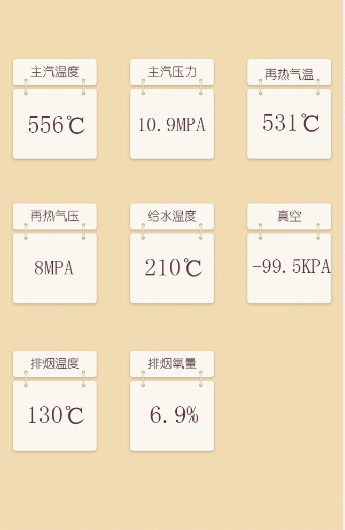 主汽温度
主汽压力
再热气温
556℃
10.9MPA
531℃
再热气压
给水温度
真空
8MPA
210℃
-99.5KPA
排烟温度
排烟氧量
130℃
6.9%